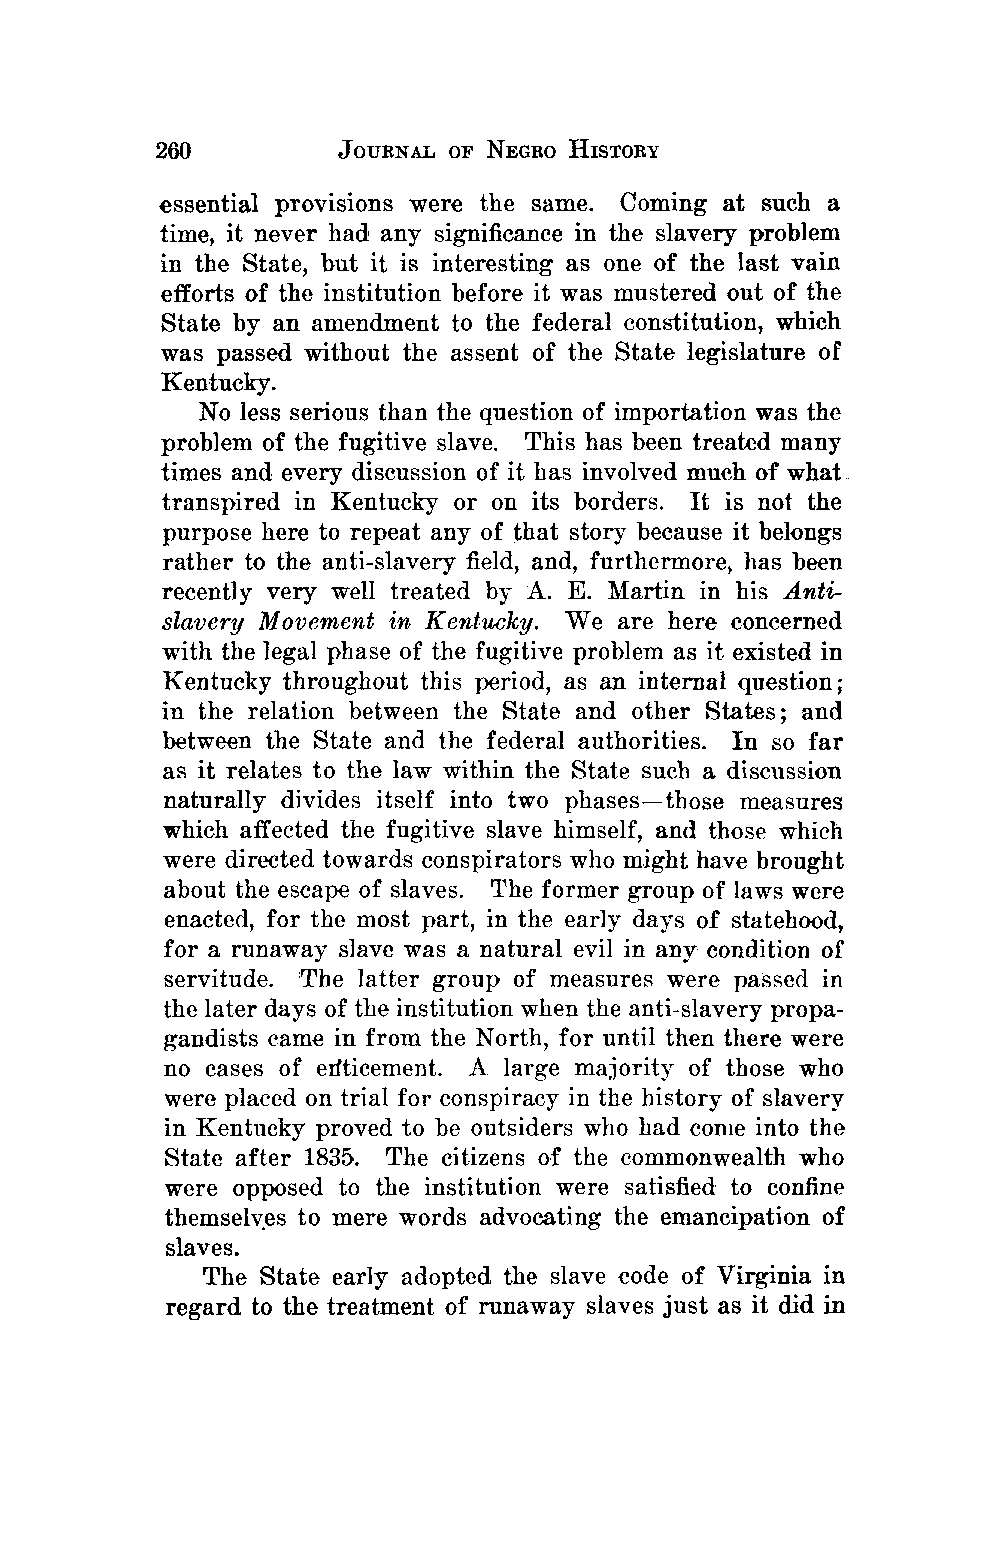 260 JOURNAL OF NEGRO HISTORY
essential provisions were the same. Coming at such a
time, it never had any significance in the slavery problem
in the State, but it is interesting as one of the last vain
efforts of the institution before it was mustered out of the
State by an amendment to the federal constitution, which
was passed without the assent of the State legislature of
Kentucky.
No less serious than the question of importation was the
problem of the fugitive slave. This has been treated many
times and every discussion of it has involved much of what
transpired in Kentucky or on its borders. It is not the
purpose here to repeat any of that story because it belongs
rather to the anti-slavery field, and, furthermore, has been
recently very well treated by A. E. Martin in his Anti-
slavery Movement in Kentucky. We are here concerned
with the legal phase of the fugitive problem as it existed in
Kentucky throughout this period, as an internal question;
in the relation between the State and other States; and
between the State and the federal authorities. In so far
as it relates to the law within the State such a discussion
naturally divides itself into two phases—those measures
which affected the fugitive slave himself, and those which
were directed towards conspirators who might have brought
about the escape of slaves. The former group of laws were
enacted, for the most part, in the early days of statehood,
for a runaway slave was a natural evil in any condition of
servitude. The latter group of measures were passed in
the later days of the institution when the anti-slavery propa-
gandists came in from the North, for until then there were
no cases of enticement. A large majority of those who
were placed on trial for conspiracy in the history of slavery
in Kentucky proved to be outsiders who had come into the
State after 1835. The citizens of the commonwealth who
were opposed to the institution were satisfied to confine
themselves to mere words advocating the emancipation of
slaves.
The State early adopted the slave code of Virginia in
regard to the treatment of runaway slaves just as it did in